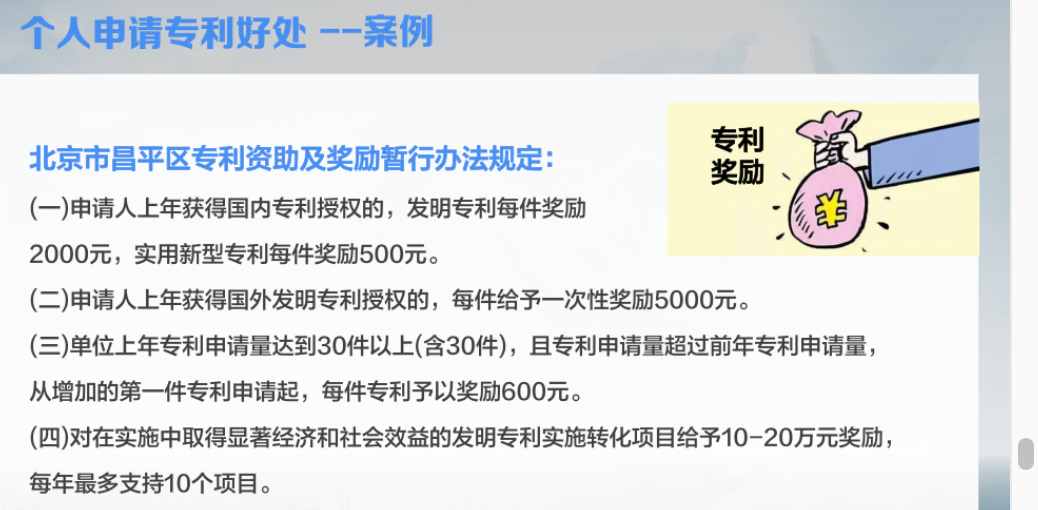 个人申请专利好处 --案例
专利
奖励
¥
北京市昌平区专利资助及奖励暂行办法规定：
(一)申请人上年获得国内专利授权的，发明专利每件奖励
2000元，实用新型专利每件奖励500元。
(二)申请人上年获得国外发明专利授权的，每件给予一次性奖励5000元。
(三)单位上年专利申请量达到30件以上(含30件)，且专利申请量超过前年专利申请量，
从增加的第一件专利申请起，每件专利予以奖励600元。
(四)对在实施中取得显著经济和社会效益的发明专利实施转化项目给予10-20万元奖励，
每年最多支持10个项目。